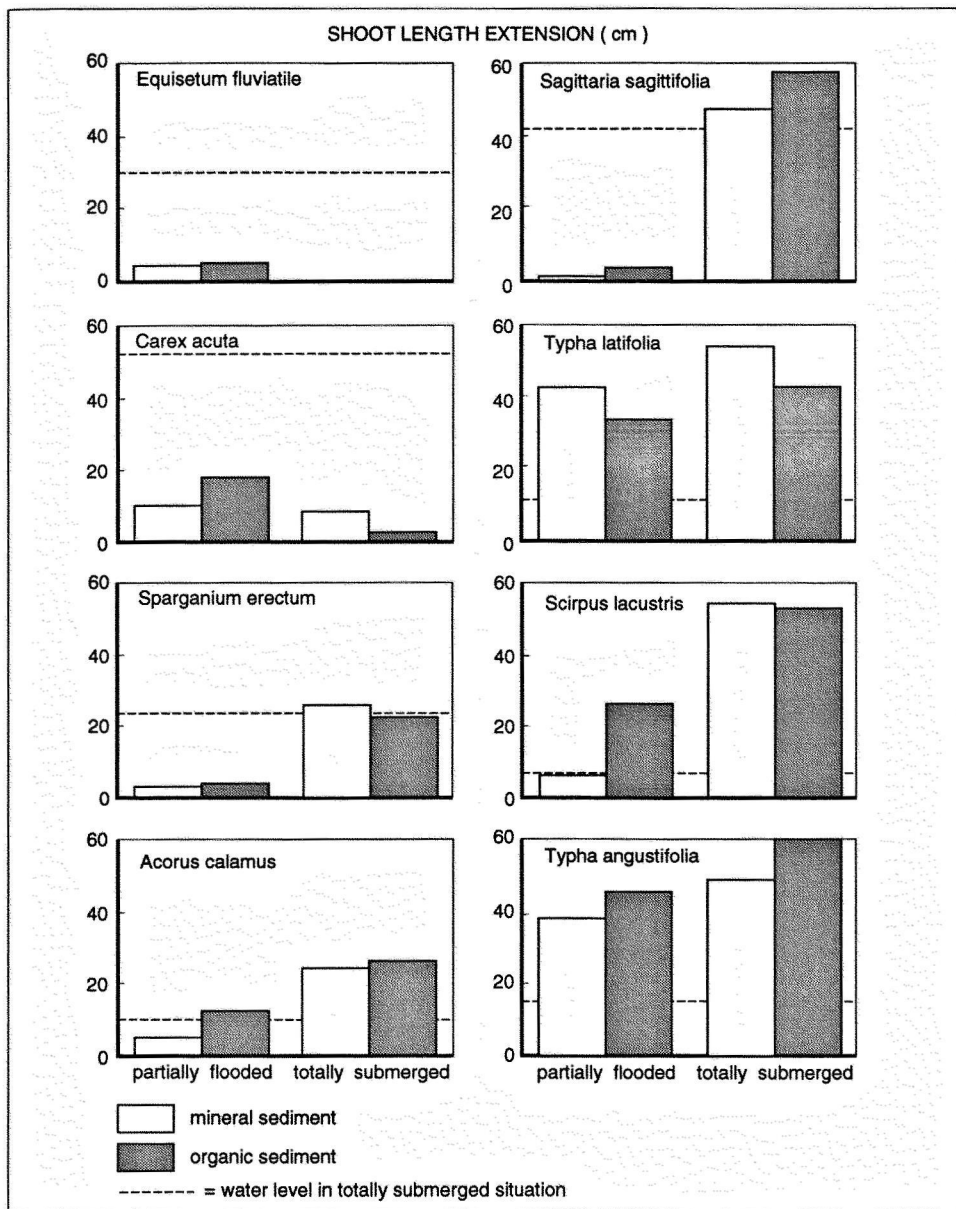 SHOOT LENGTH EXTENSION ( cm )
Equisetum fluviatile
60
40
20
0
Sagittaria sagittifolia
60
40
20
0
Carex acuta
60
40
20
0
Typha latifolia
60
40
20
0
Sparganium erectum
60
40
20
0
Scirpus lacustris
60
40
20
0
Acorus calamus
60
40
20
0
partially flooded totally submerged
Typha angustifolia
60
40
20
0
partially flooded totally submerged
mineral sediment
organic sediment
= water level in totally submerged situation